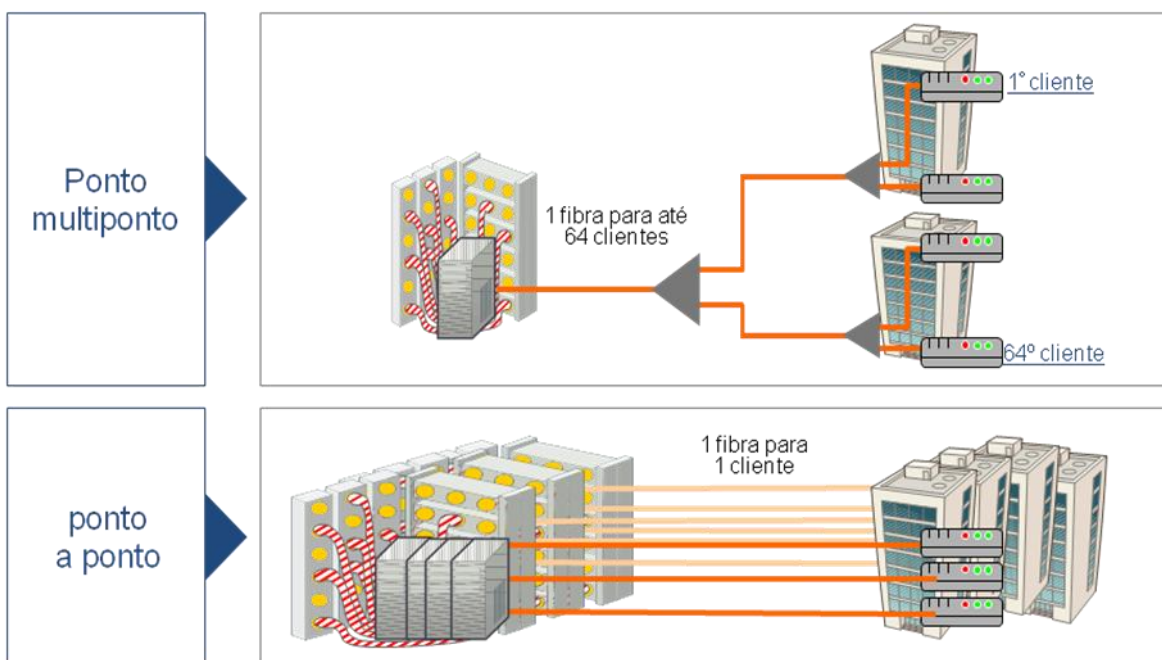 Ponto
multiponto
1 fibra para até
64 clientes
1° cliente
64º cliente
ponto
a ponto
1 fibra para
1 cliente